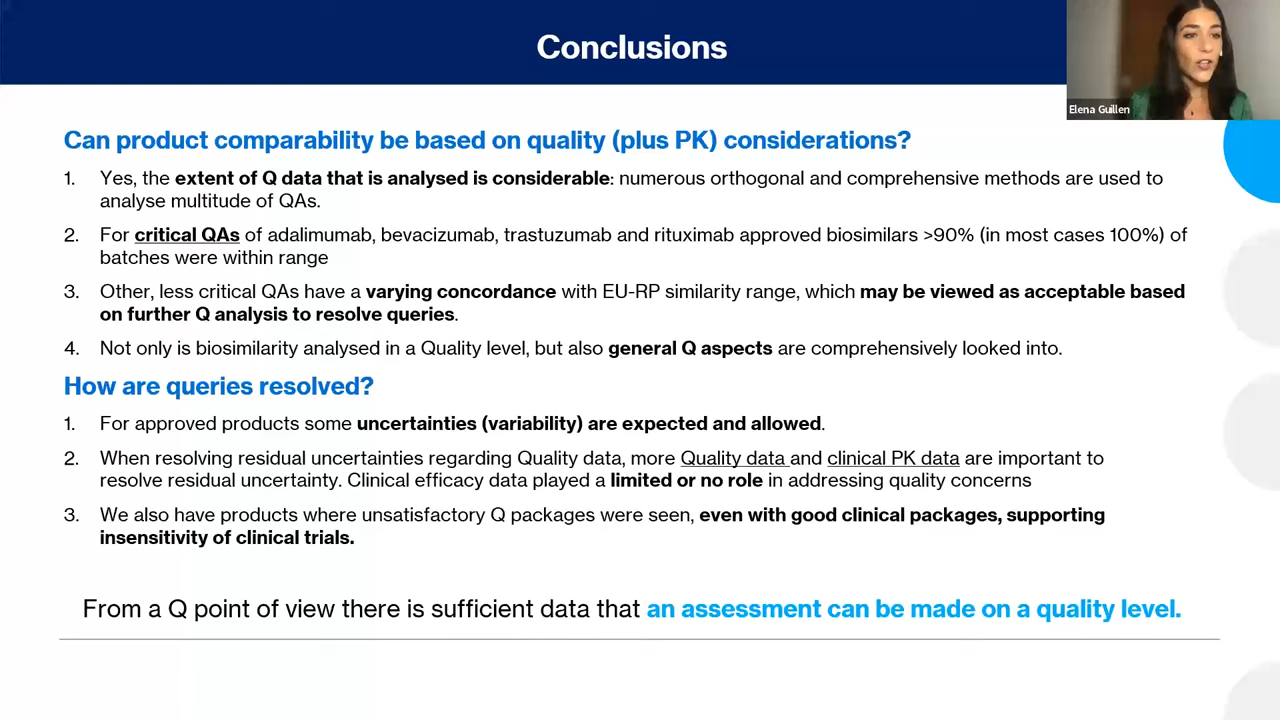 Conclusions
Elena Guillen
Can product comparability be based on quality (plus PK) considerations?
1. Yes, the extent of Q data that is analysed is considerable: numerous orthogonal and comprehensive methods are used to
analyse multitude of QAs.
2. For critical QAs of adalimumab, bevacizumab, trastuzumab and rituximab approved biosimilars >90% (in most cases 100%) of
batches were within range
3. Other, less critical QAs have a varying concordance with EU-RP similarity range, which may be viewed as acceptable based
on further Q analysis to resolve queries.
4. Not only is biosimilarity analysed in a Quality level, but also general Q aspects are comprehensively looked into.
How are queries resolved?
1. For approved products some uncertainties (variability) are expected and allowed.
2. When resolving residual uncertainties regarding Quality data, more Quality data and clinical PK data are important to
resolve residual uncertainty. Clinical efficacy data played a limited or no role in addressing quality concerns
3. We also have products where unsatisfactory Q packages were seen, even with good clinical packages, supporting
insensitivity of clinical trials.
From a Q point of view there is sufficient data that an assessment can be made on a quality level.